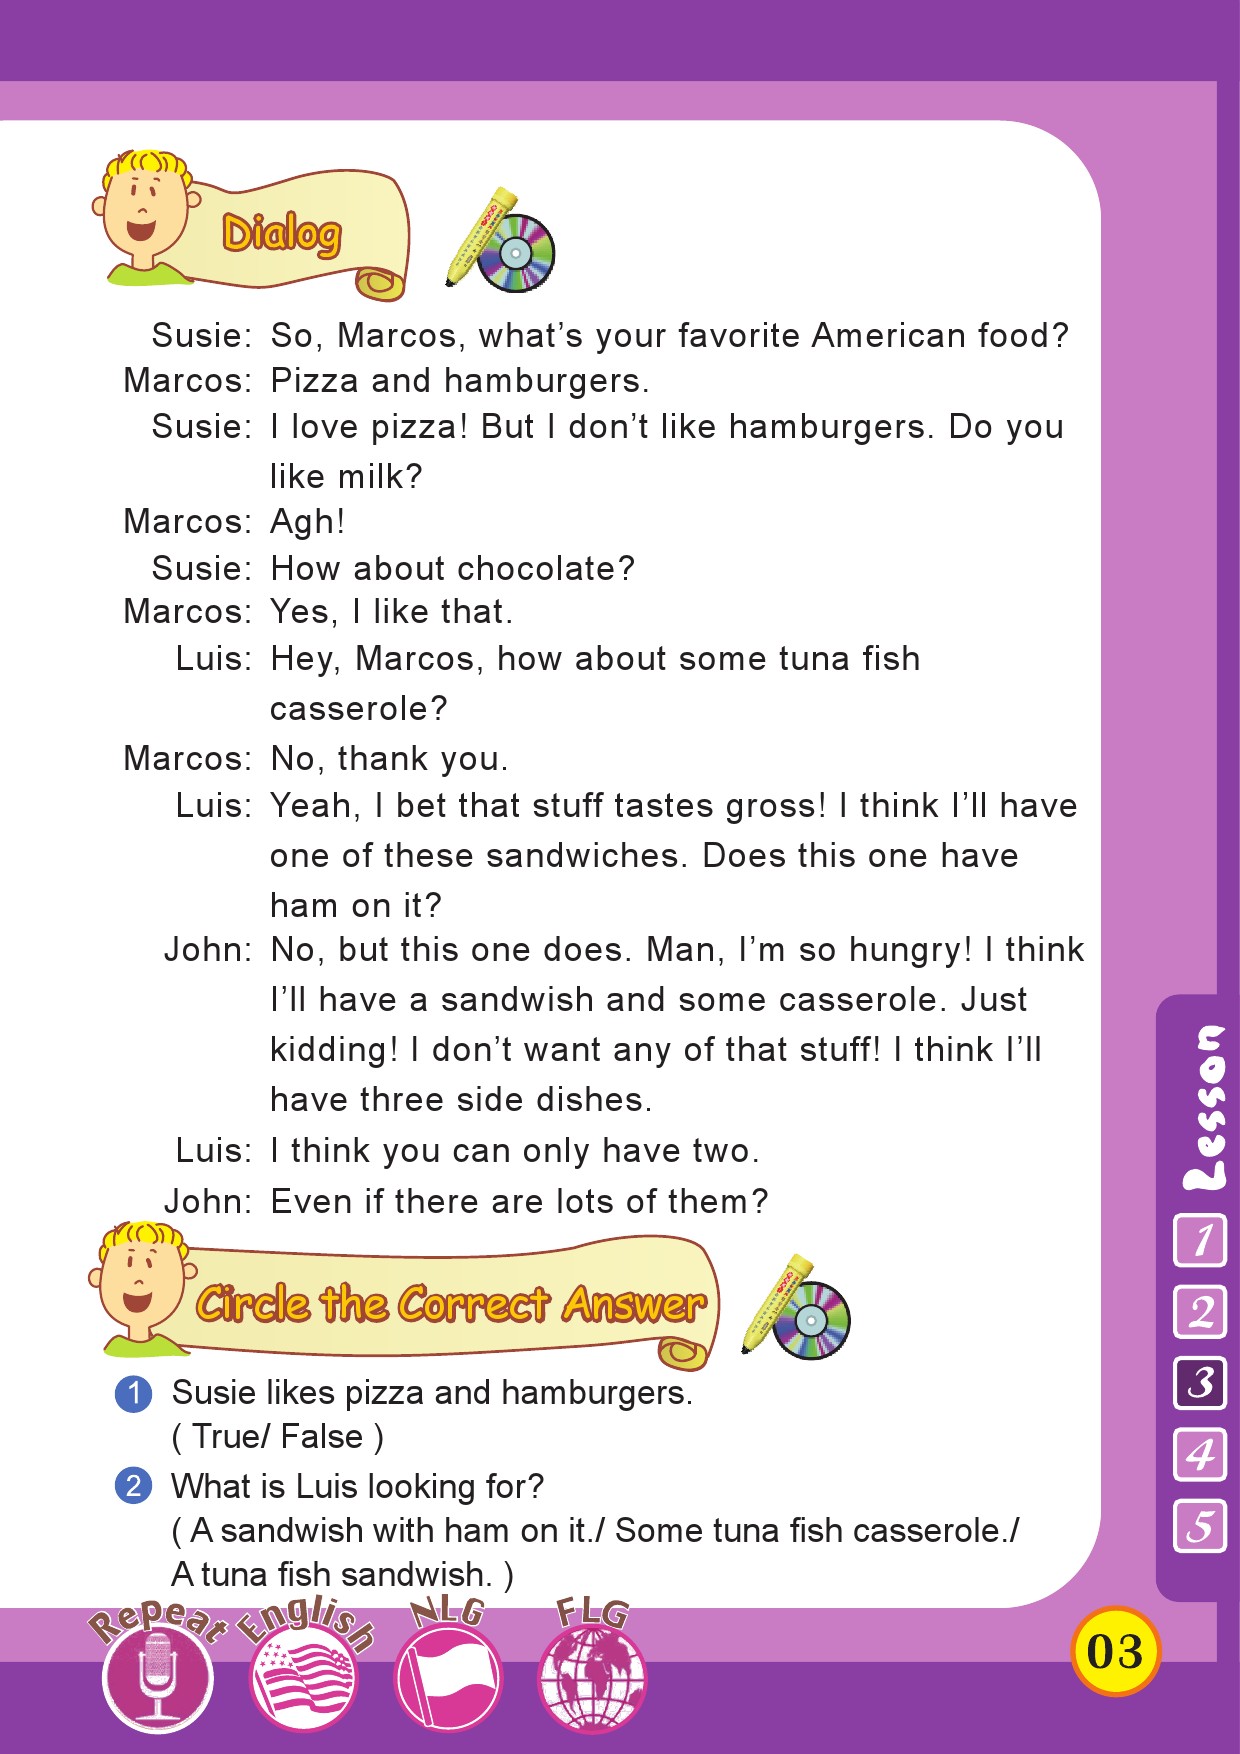 Dialog
Susie: So, Marcos, what's your favorite American food?
Marcos: Pizza and hamburgers.
Susie: I love pizza! But I don't like hamburgers. Do you
like milk?
Marcos: Agh!
Susie: How about chocolate?
Marcos: Yes, I like that.
Luis: Hey, Marcos, how about some tuna fish
casserole?
Marcos: No, thank you.
Luis: Yeah, I bet that stuff tastes gross! I think I'll have
one of these sandwiches. Does this one have
ham on it?
John: No, but this one does. Man, I'm so hungry! I think
I'll have a sandwish and some casserole. Just
kidding! I don't want any of that stuff! I think I'll
have three side dishes.
Luis: I think you can only have two.
John: Even if there are lots of them?
Circle the Correct Answer
1 Susie likes pizza and hamburgers.
( True/ False )
2 What is Luis looking for?
( A sandwish with ham on it./ Some tuna fish casserole./
A tuna fish sandwish. )
Lesson
1
2
3
4
5
Repeat English NLG FLG
03